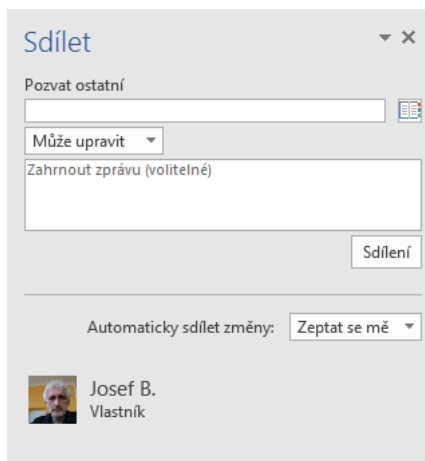 Sdílet
Pozvat ostatní
Může upravit
Zahrnout zprávu (volitelné)
Sdílení
Automaticky sdílet změny: Zeptat se mě
Josef B.
Vlastník